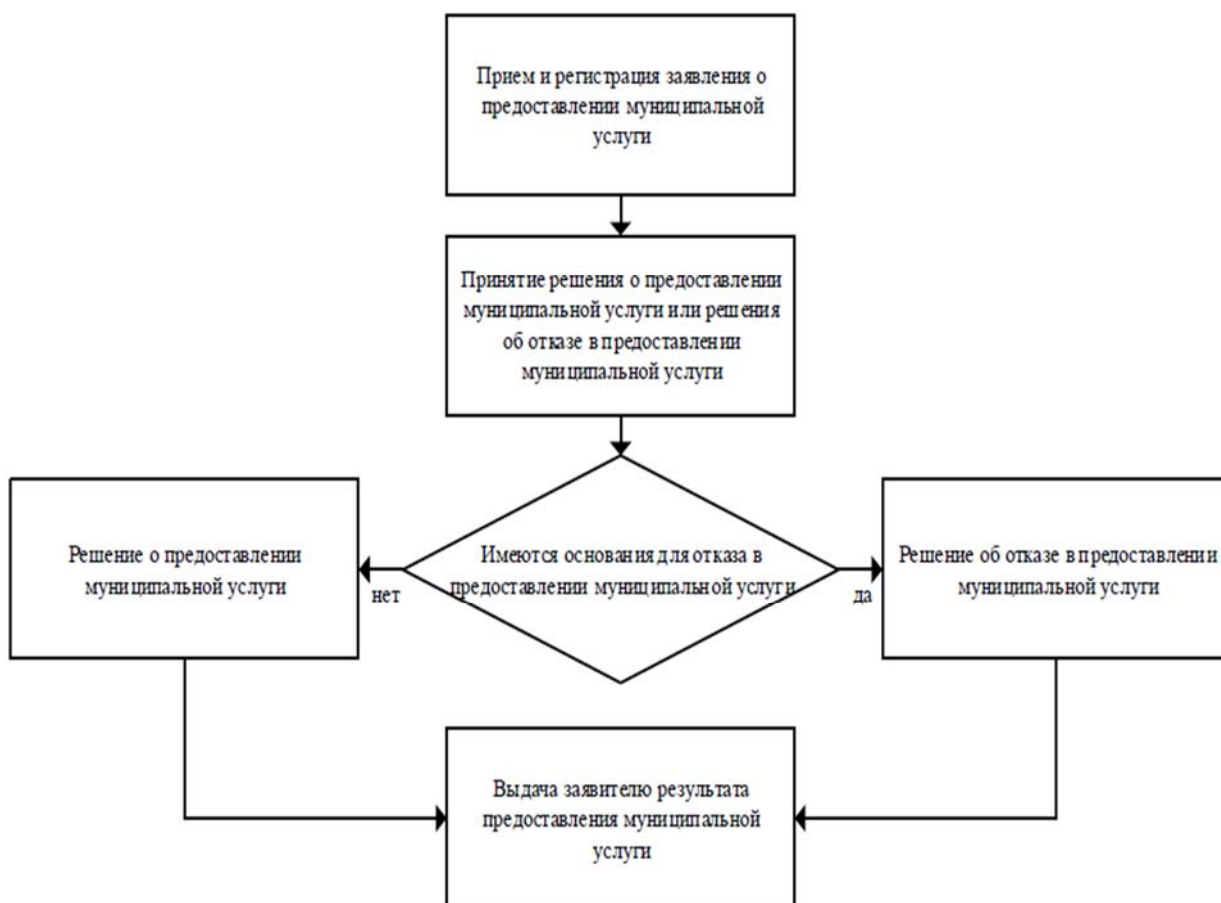 Прием и регистрация заявления о
предоставлении муниципальной
услуги
Принятие решения о предоставлении
муниципальной услуги или решения
об отказе в предоставлении
муниципальной услуги
Решение о предоставлении
муниципальной услуги
Имеются основания для отказа в
предоставлении муниципальной услуги
Решение об отказе в предоставлении
муниципальной услуги
нет
да
Выдача заявителю результата
предоставления муниципальной
услуги